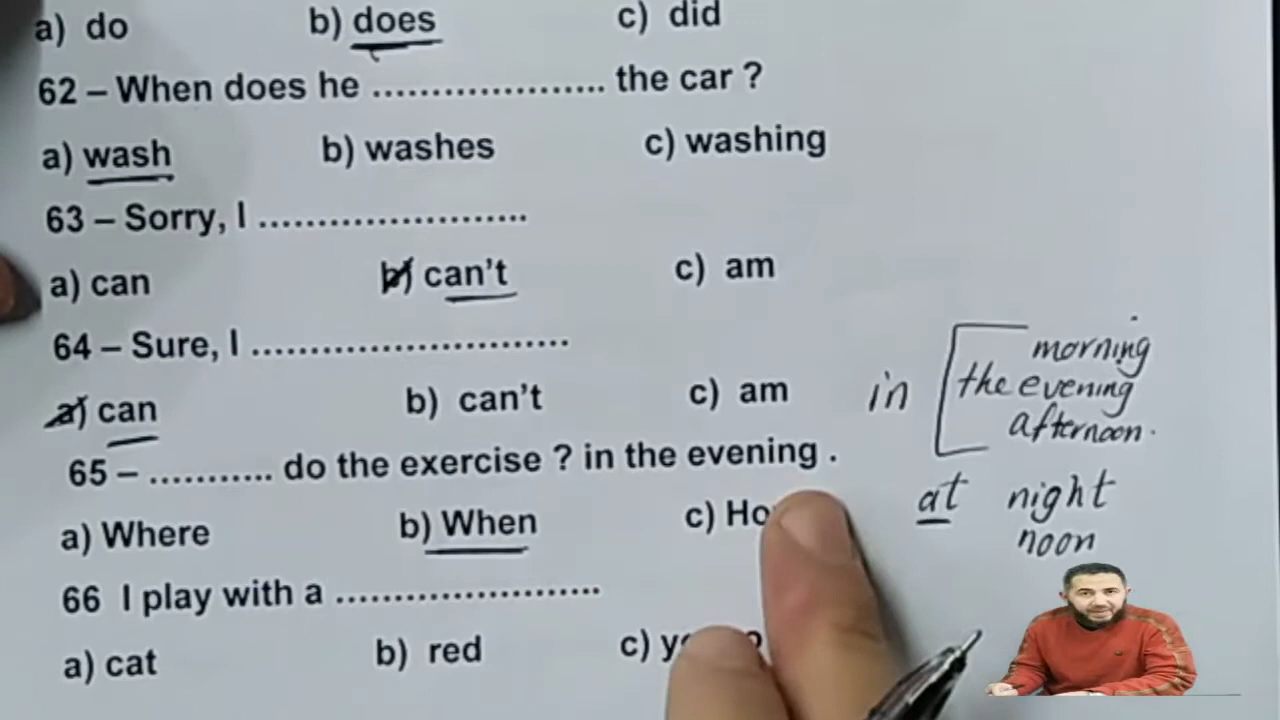 a) do b) does c) did
62 – When does he .................... the car ?
a) wash b) washes c) washing
63 – Sorry, I .......................
a) can b) can't c) am
64 – Sure, I ...........................
a) can b) can't c) am
65 – ........... do the exercise ? in the evening .
a) Where b) When c)
66 I play with a .......................
a) cat b) red c)
morning
in the evening
afternoon.
at night
noon